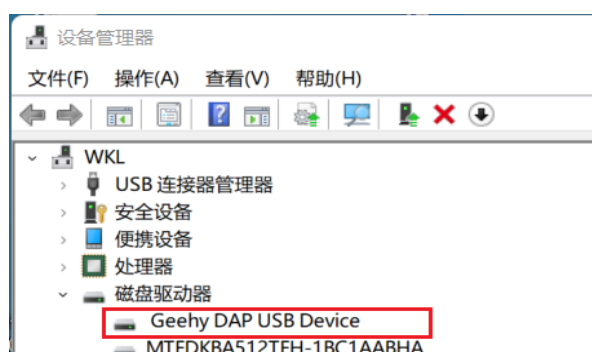 设备管理器
文件(F) 操作(A) 查看(V) 帮助(H)
WKL
USB 连接器管理器
安全设备
便携设备
处理器
磁盘驱动器
Geehy DAP USB Device
MTFDKBA512TFH-1BC1AABHA